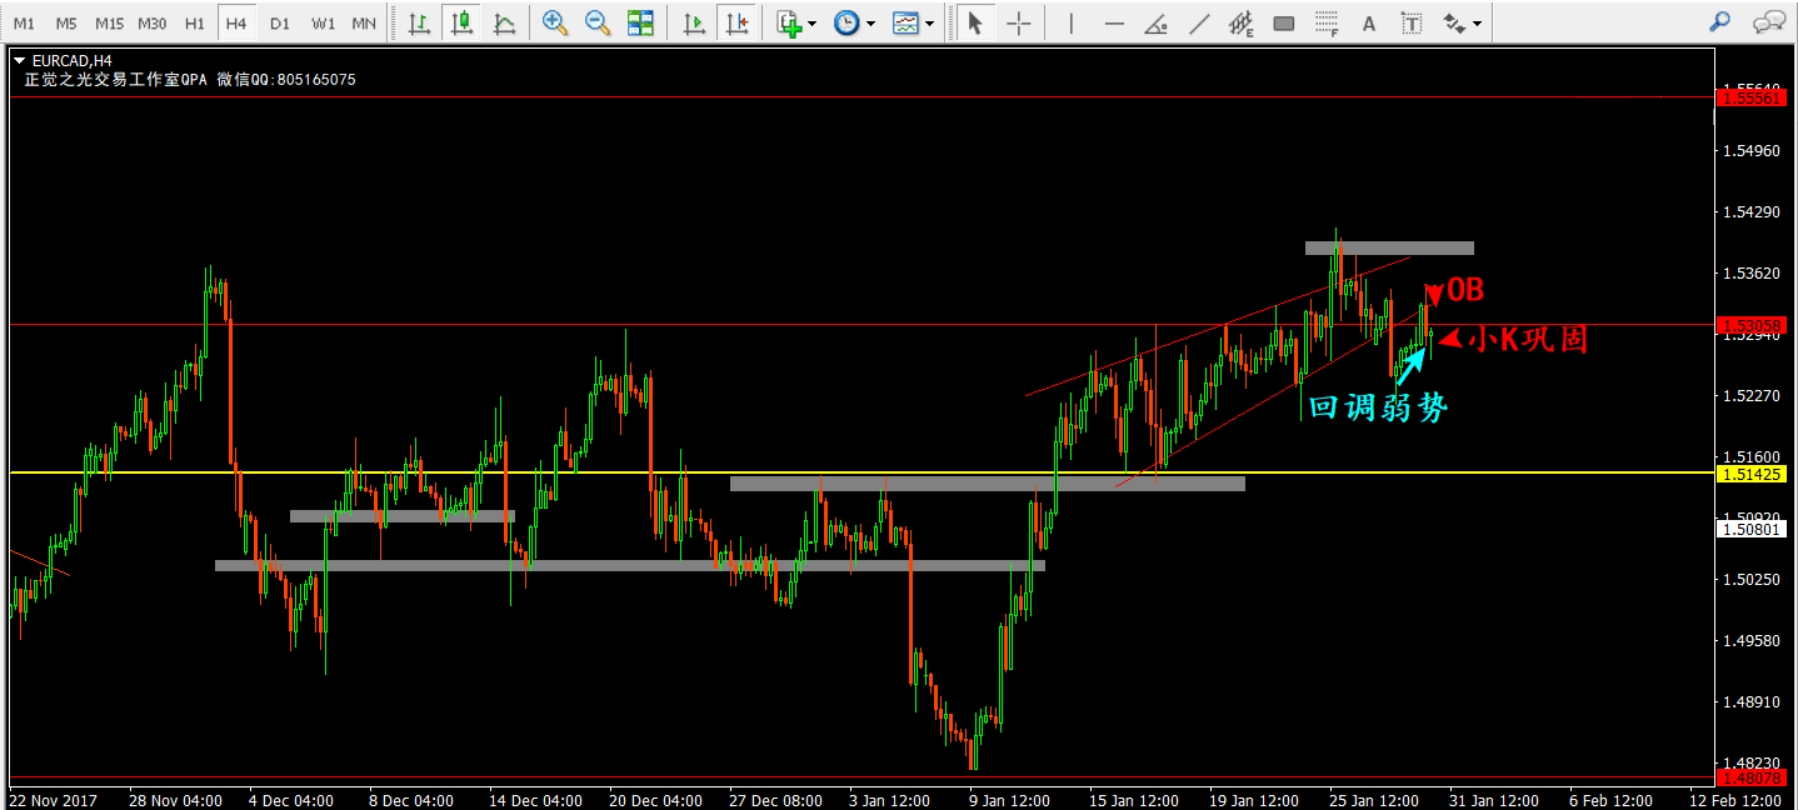 M1 M5 M15 M30 H1 H4 D1 W1 MN
E F A T
EURCAD,H4
正觉之光交易工作室QPA 微信QQ:805165075
1.55561
1.54960
1.54290
1.53620
OB
1.53058
1.52940
小K巩固
1.52270
回调弱势
1.51600
1.51425
1.50920
1.50801
1.50250
1.49580
1.48910
1.48230
1.48078
22 Nov 2017 28 Nov 04:00 4 Dec 04:00 8 Dec 04:00 14 Dec 04:00 20 Dec 04:00 27 Dec 08:00 3 Jan 12:00 9 Jan 12:00 15 Jan 12:00 19 Jan 12:00 25 Jan 12:00 31 Jan 12:00 6 Feb 12:00 12 Feb 12:00